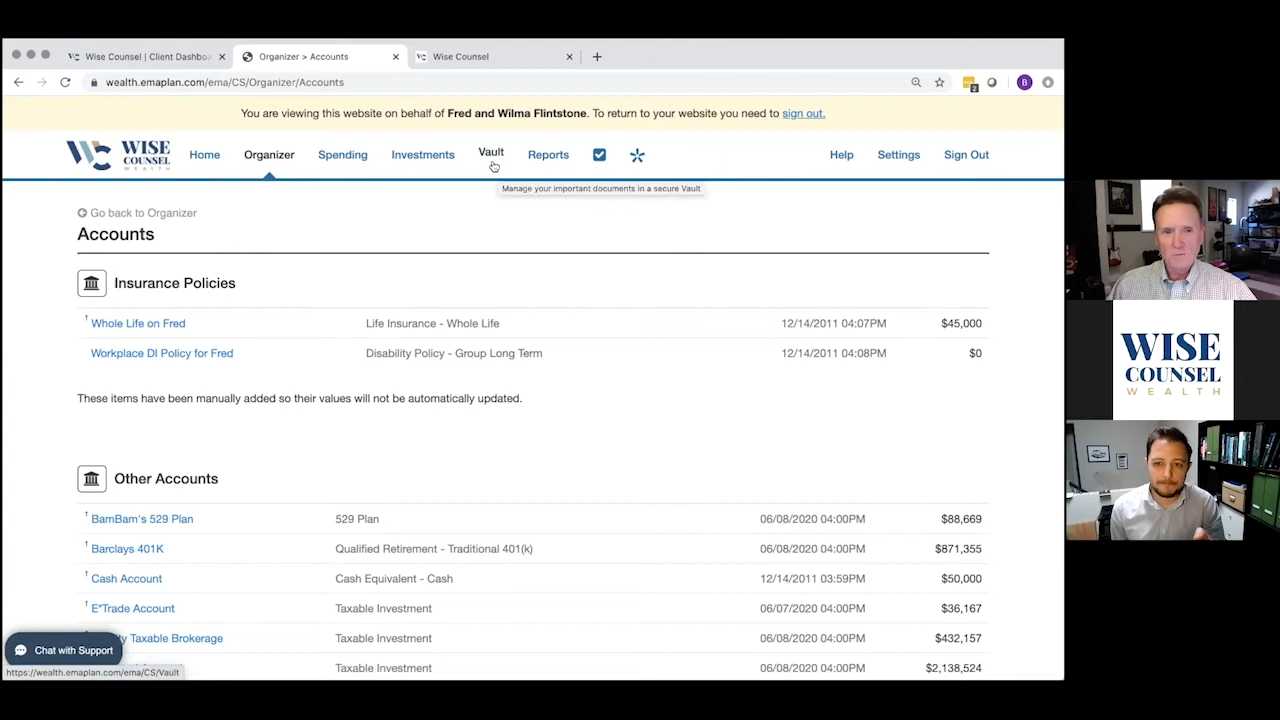 Wise Counsel | Client Dashboa
Organizer > Accounts
Wise Counsel
wealth.emaplan.com/ema/CS/Organizer/Accounts
2
B
You are viewing this website on behalf of Fred and Wilma Flintstone. To return to your website you need to sign out.
WISE COUNSEL WEALTH
Home
Organizer
Spending
Investments
Vault
Reports
Help
Settings
Sign Out
Manage your important documents in a secure Vault
Go back to Organizer
Accounts
Insurance Policies
† Whole Life on Fred Life Insurance - Whole Life 12/14/2011 04:07PM $45,000
Workplace DI Policy for Fred Disability Policy - Group Long Term 12/14/2011 04:08PM $0
These items have been manually added so their values will not be automatically updated.
Other Accounts
† BamBam's 529 Plan 529 Plan 06/08/2020 04:00PM $88,669
† Barclays 401K Qualified Retirement - Traditional 401(k) 06/08/2020 04:00PM $871,355
† Cash Account Cash Equivalent - Cash 12/14/2011 03:59PM $50,000
† E*Trade Account Taxable Investment 06/07/2020 04:00PM $36,167
Taxable Brokerage Taxable Investment 06/08/2020 04:00PM $432,157
Taxable Investment 06/08/2020 04:00PM $2,138,524
Chat with Support
https://wealth.emaplan.com/ema/CS/Vault
WISE
COUNSEL
WEALTH